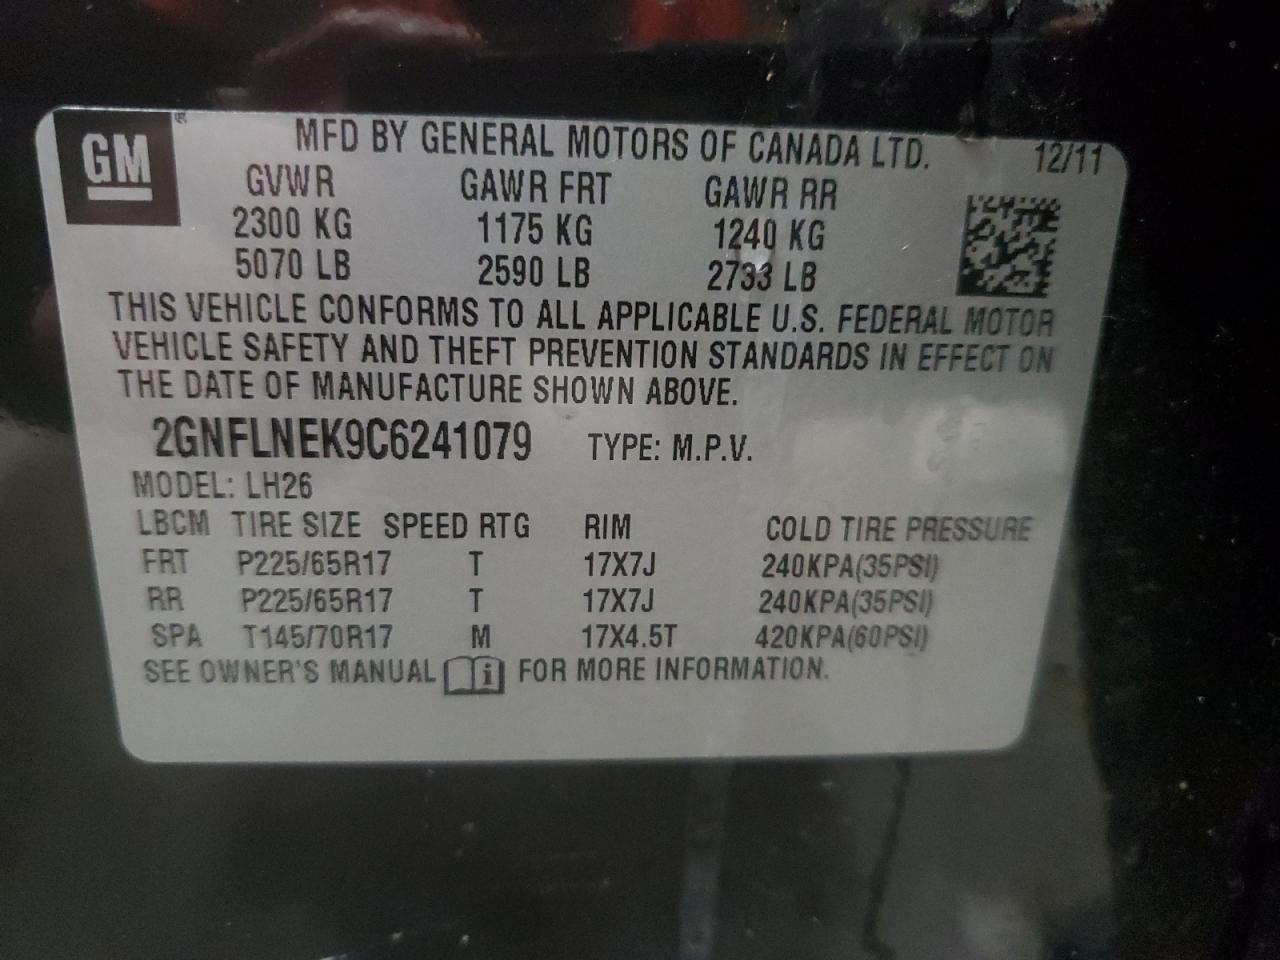 GM
MFD BY GENERAL MOTORS OF CANADA LTD. 12/11
GVWR GAWR FRT GAWR RR
2300 KG 1175 KG 1240 KG
5070 LB 2590 LB 2733 LB
THIS VEHICLE CONFORMS TO ALL APPLICABLE U.S. FEDERAL MOTOR
VEHICLE SAFETY AND THEFT PREVENTION STANDARDS IN EFFECT ON
THE DATE OF MANUFACTURE SHOWN ABOVE.
2GNFLNEK9C6241079 TYPE: M.P.V.
MODEL: LH26
LBCM TIRE SIZE SPEED RTG RIM COLD TIRE PRESSURE
FRT P225/65R17 T 17X7J 240KPA(35PSI)
RR P225/65R17 T 17X7J 240KPA(35PSI)
SPA T145/70R17 M 17X4.5T 420KPA(60PSI)
SEE OWNER'S MANUAL i FOR MORE INFORMATION.